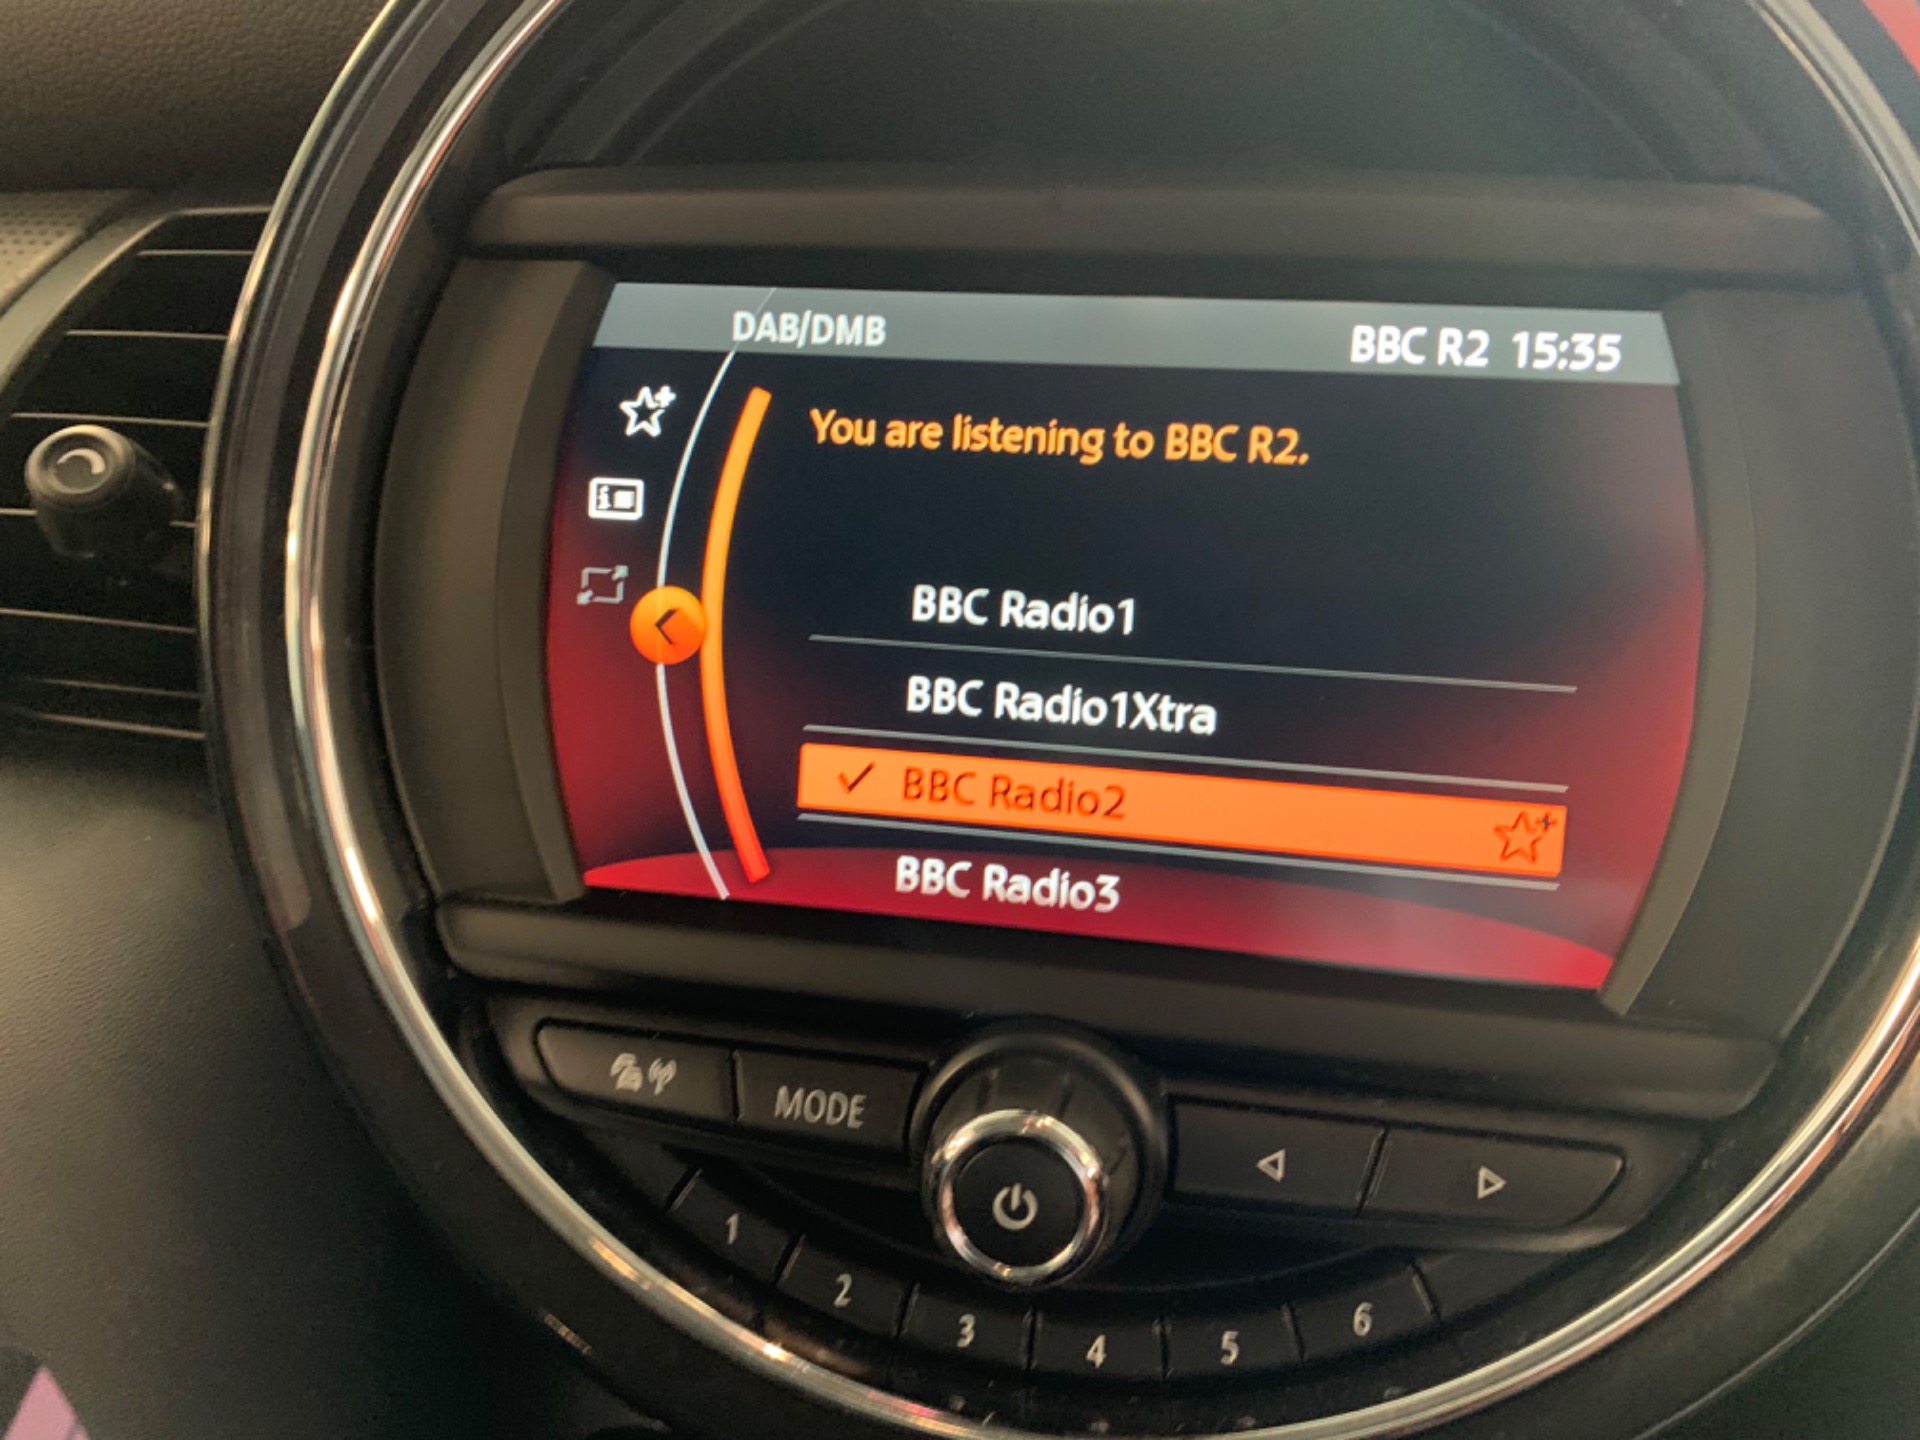 DAB/DMB
BBC R2 15:35
You are listening to BBC R2.
BBC Radio1
BBC Radio1Xtra
BBC Radio2
BBC Radio3
MODE
1
2
3
4
5
6